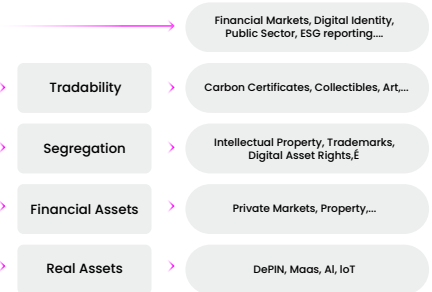 Financial Markets, Digital Identity,
Public Sector, ESG reporting....
Tradability
Carbon Certificates, Collectibles, Art,...
Segregation
Intellectual Property, Trademarks,
Digital Asset Rights,É
Financial Assets
Private Markets, Property,...
Real Assets
DePIN, Maas, AI, IoT